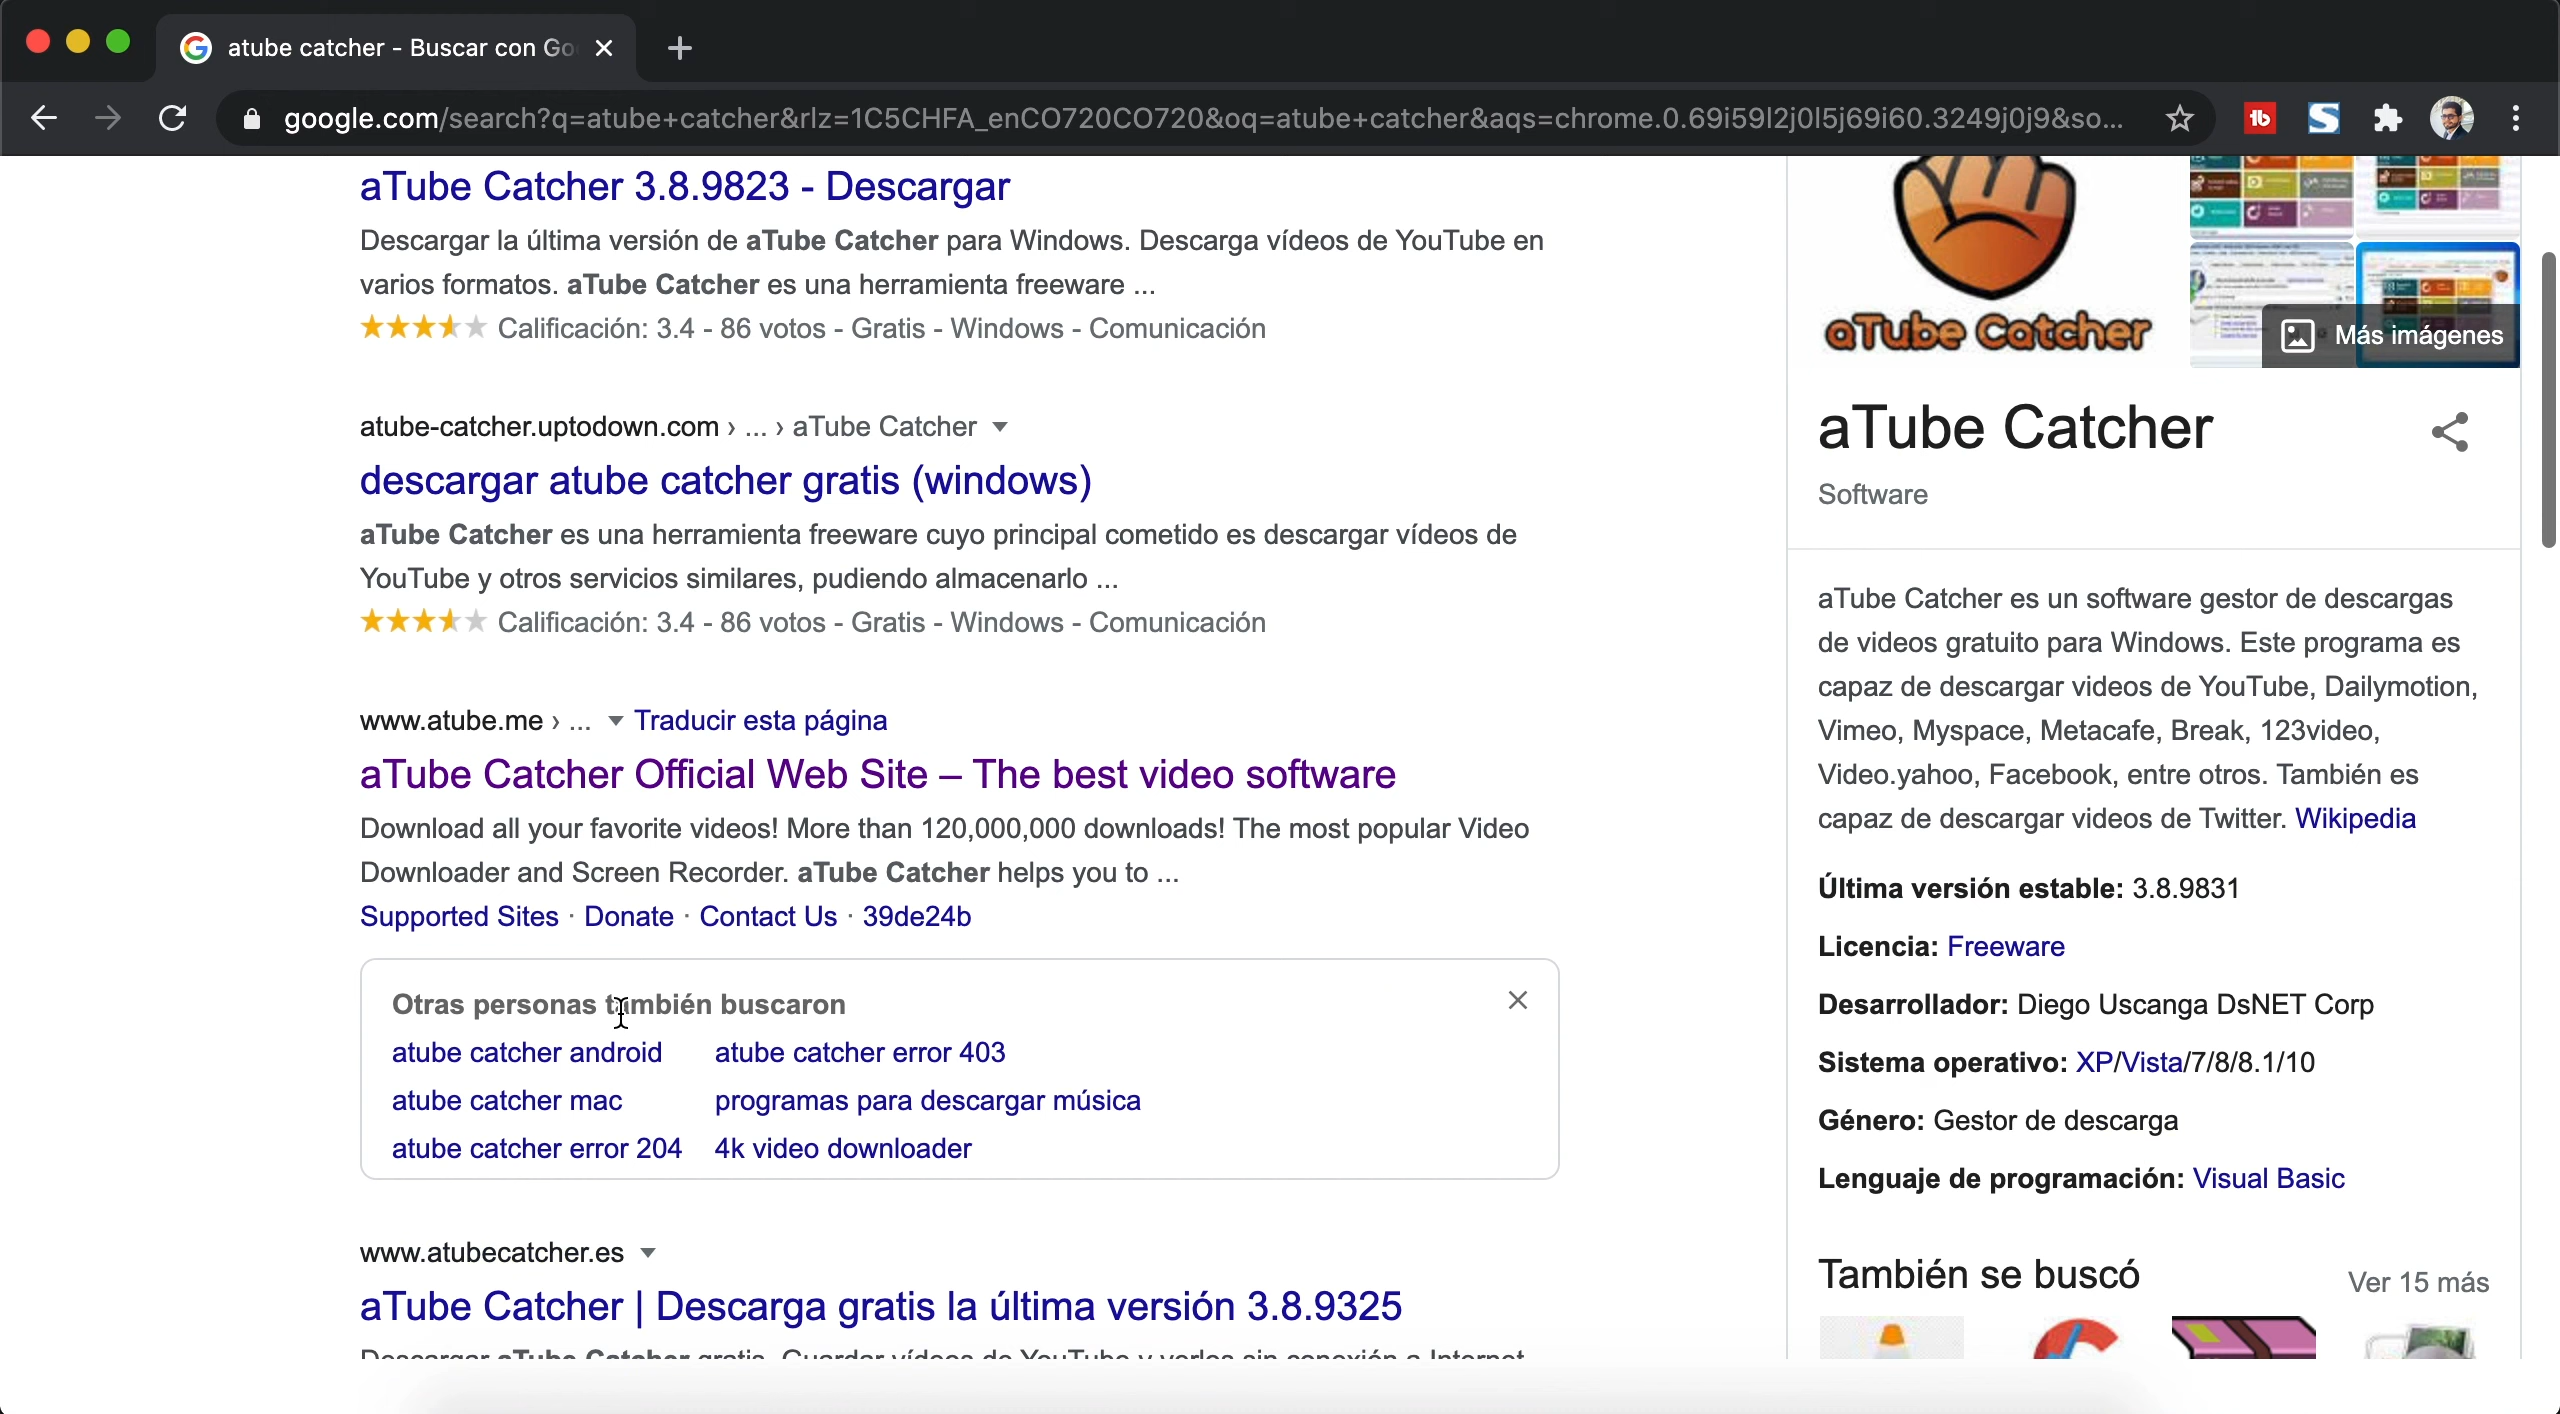 atube catcher - Buscar con Go
google.com/search?q=atube+catcher&rlz=1C5CHFA_enCO720CO720&oq=atube+catcher&aqs=chrome.0.69i59l2j0l5j69i60.3249j0j9&so...
aTube Catcher 3.8.9823 - Descargar
Descargar la última versión de aTube Catcher para Windows. Descarga vídeos de YouTube en
varios formatos. aTube Catcher es una herramienta freeware ...
Calificación: 3.4 - 86 votos - Gratis - Windows - Comunicación
atube-catcher.uptodown.com › ... › aTube Catcher
descargar atube catcher gratis (windows)
aTube Catcher es una herramienta freeware cuyo principal cometido es descargar vídeos de
YouTube y otros servicios similares, pudiendo almacenarlo ...
Calificación: 3.4 - 86 votos - Gratis - Windows - Comunicación
www.atube.me › ... Traducir esta página
aTube Catcher Official Web Site – The best video software
Download all your favorite videos! More than 120,000,000 downloads! The most popular Video
Downloader and Screen Recorder. aTube Catcher helps you to ...
Supported Sites · Donate · Contact Us · 39de24b
Otras personas también buscaron
atube catcher android atube catcher error 403
atube catcher mac programas para descargar música
atube catcher error 204 4k video downloader
www.atubecatcher.es
aTube Catcher | Descarga gratis la última versión 3.8.9325
Descargar aTube Catcher gratis. Guardar vídeos de YouTube y verlos sin conexión a Internet
aTube Catcher
Más imágenes
aTube Catcher
Software
aTube Catcher es un software gestor de descargas
de videos gratuito para Windows. Este programa es
capaz de descargar videos de YouTube, Dailymotion,
Vimeo, Myspace, Metacafe, Break, 123video,
Video.yahoo, Facebook, entre otros. También es
capaz de descargar videos de Twitter. Wikipedia
Última versión estable: 3.8.9831
Licencia: Freeware
Desarrollador: Diego Uscanga DsNET Corp
Sistema operativo: XP/Vista/7/8/8.1/10
Género: Gestor de descarga
Lenguaje de programación: Visual Basic
También se buscó
Ver 15 más